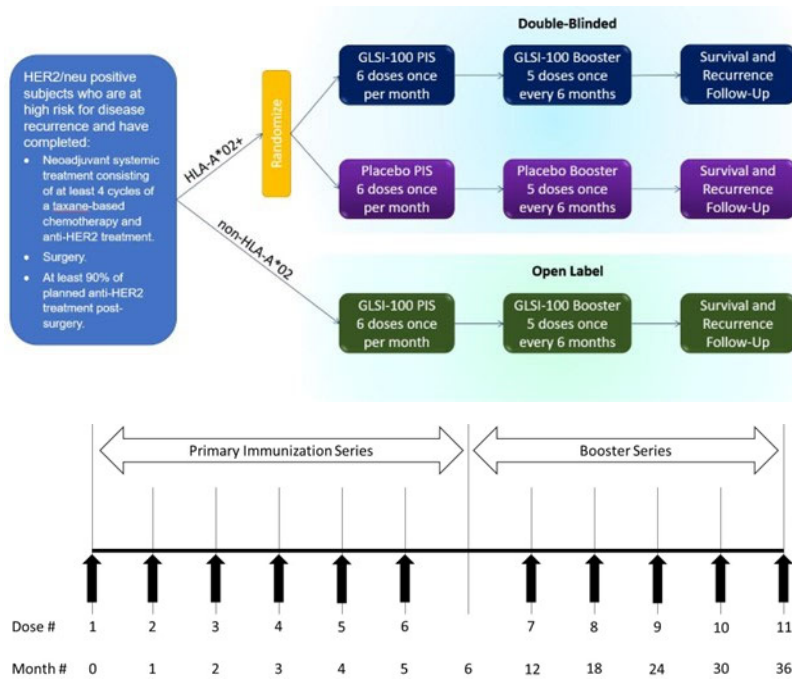 Double-Blinded
HER2/neu positive
subjects who are at
high risk for disease
recurrence and have
completed:
• Neoadjuvant systemic
treatment consisting
of at least 4 cycles of
a taxane-based
chemotherapy and
anti-HER2 treatment.
• Surgery.
• At least 90% of
planned anti-HER2
treatment post-
surgery.
HLA-A*02+
non-HLA-A*02
Randomize
GLSI-100 PIS
6 doses once
per month
GLSI-100 Booster
5 doses once
every 6 months
Survival and
Recurrence
Follow-Up
Placebo PIS
6 doses once
per month
Placebo Booster
5 doses once
every 6 months
Survival and
Recurrence
Follow-Up
Open Label
GLSI-100 PIS
6 doses once
per month
GLSI-100 Booster
5 doses once
every 6 months
Survival and
Recurrence
Follow-Up
Primary Immunization Series
Booster Series
Dose # 1 2 3 4 5 6 7 8 9 10 11
Month # 0 1 2 3 4 5 6 12 18 24 30 36